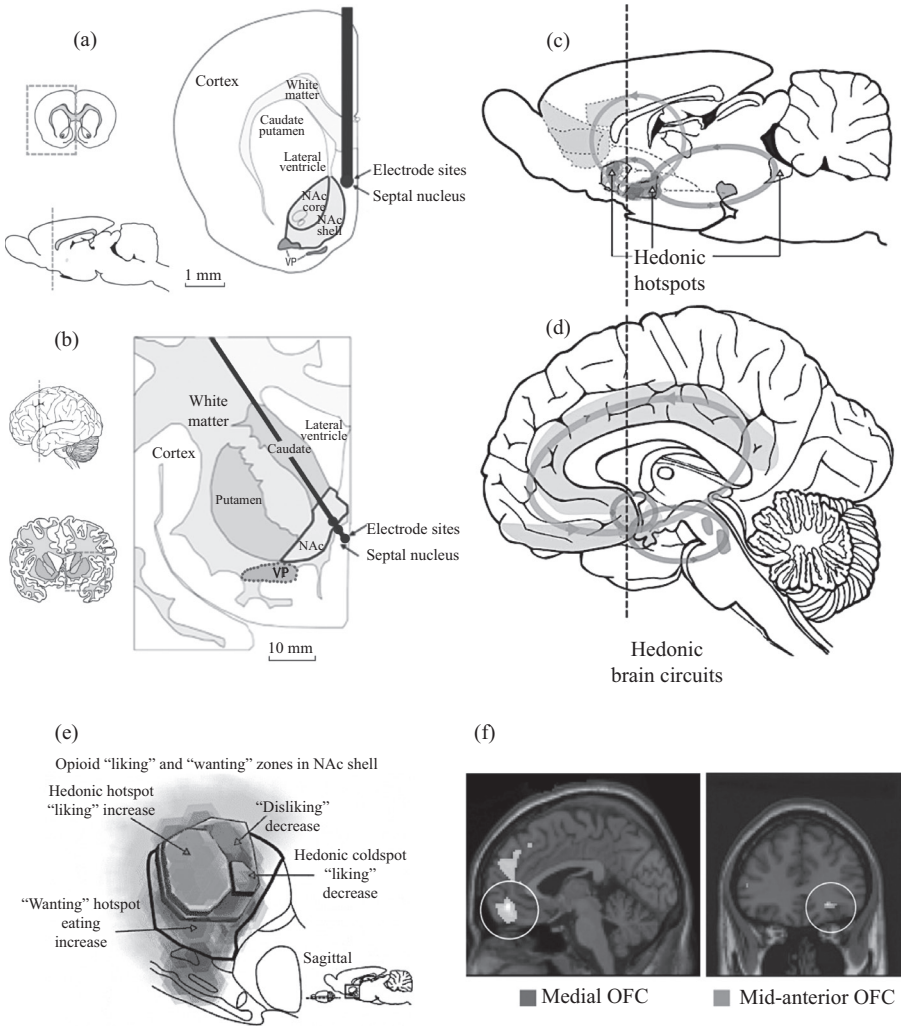 (a)
Cortex
White
matter
Caudate
putamen
Lateral
ventricle
NAc
core
NAc
shell
VP
Electrode sites
Septal nucleus
1 mm
(b)
White
matter
Lateral
ventricle
Cortex
Caudate
Putamen
NAc
VP
Electrode sites
Septal nucleus
10 mm
(c)
Hedonic
hotspots
(d)
Hedonic
brain circuits
(e)
Opioid “liking” and “wanting” zones in NAc shell
Hedonic hotspot
“liking” increase
“Disliking”
decrease
Hedonic coldspot
“liking”
decrease
“Wanting” hotspot
eating
increase
Sagittal
(f)
Medial OFC
Mid-anterior OFC